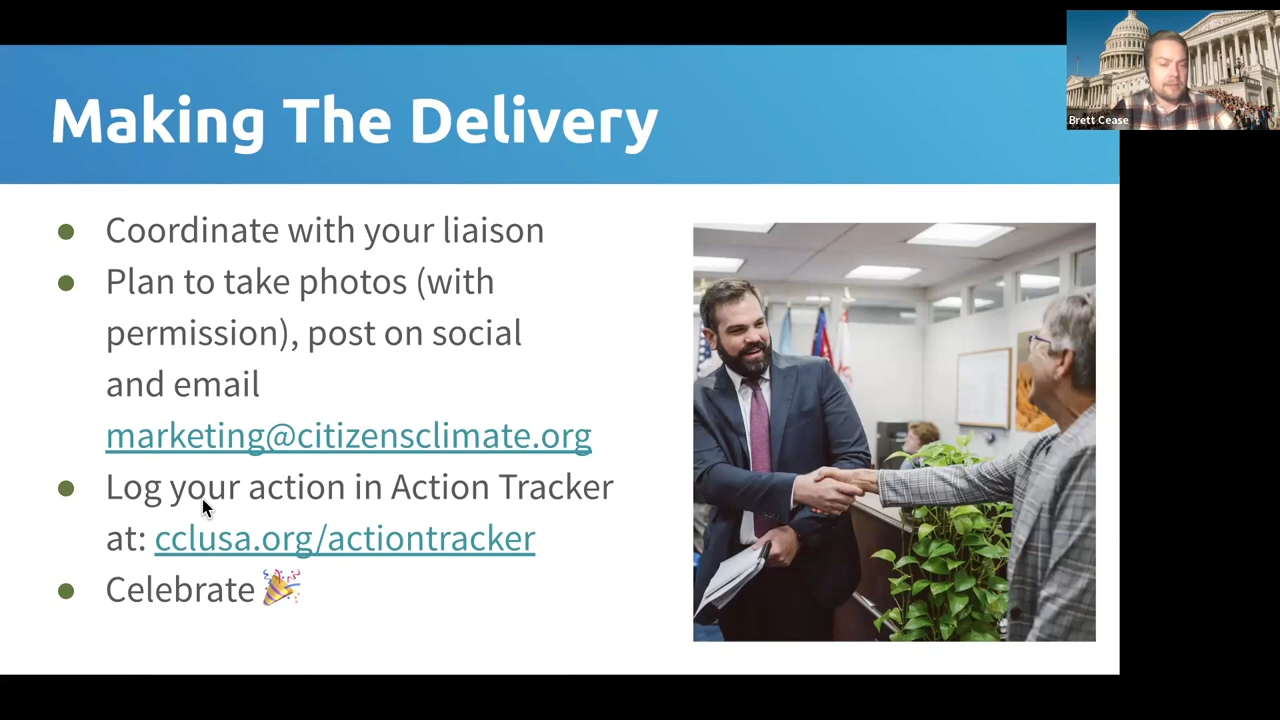 Making The Delivery
Brett Cease
● Coordinate with your liaison
● Plan to take photos (with
permission), post on social
and email
marketing@citizensclimate.org
● Log your action in Action Tracker
at: cclusa.org/actiontracker
● Celebrate 🎉